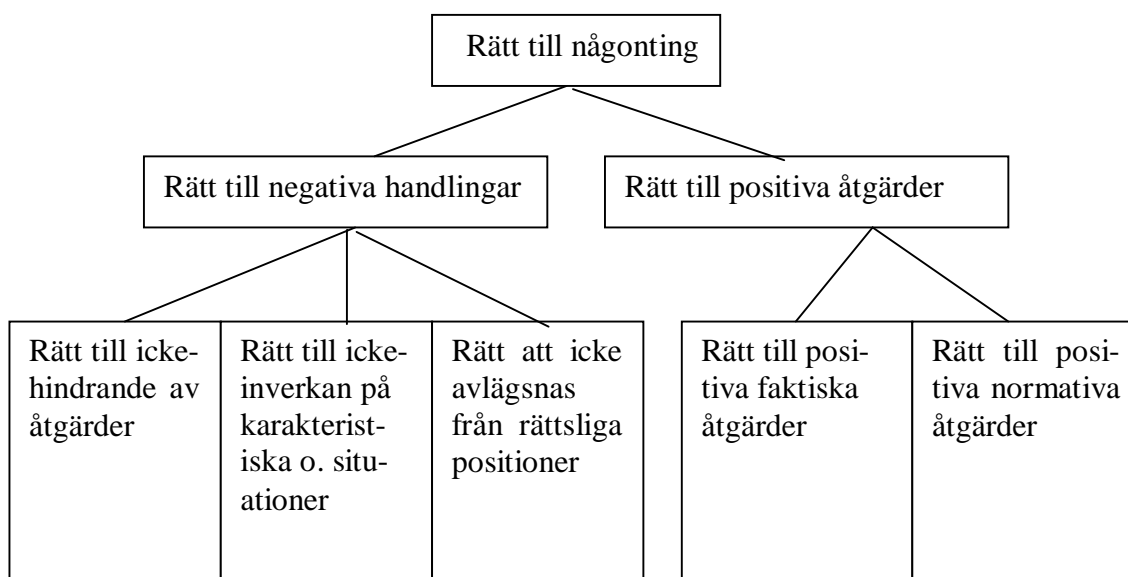 Rätt till någonting
Rätt till negativa handlingar
Rätt till positiva åtgärder
Rätt till icke-
hindrande av
åtgärder
Rätt till icke-
inverkan på
karakterist-
iska o. situ-
ationer
Rätt att icke
avlägsnas
från rättsliga
positioner
Rätt till posi-
tiva faktiska
åtgärder
Rätt till posi-
tiva normativa
åtgärder